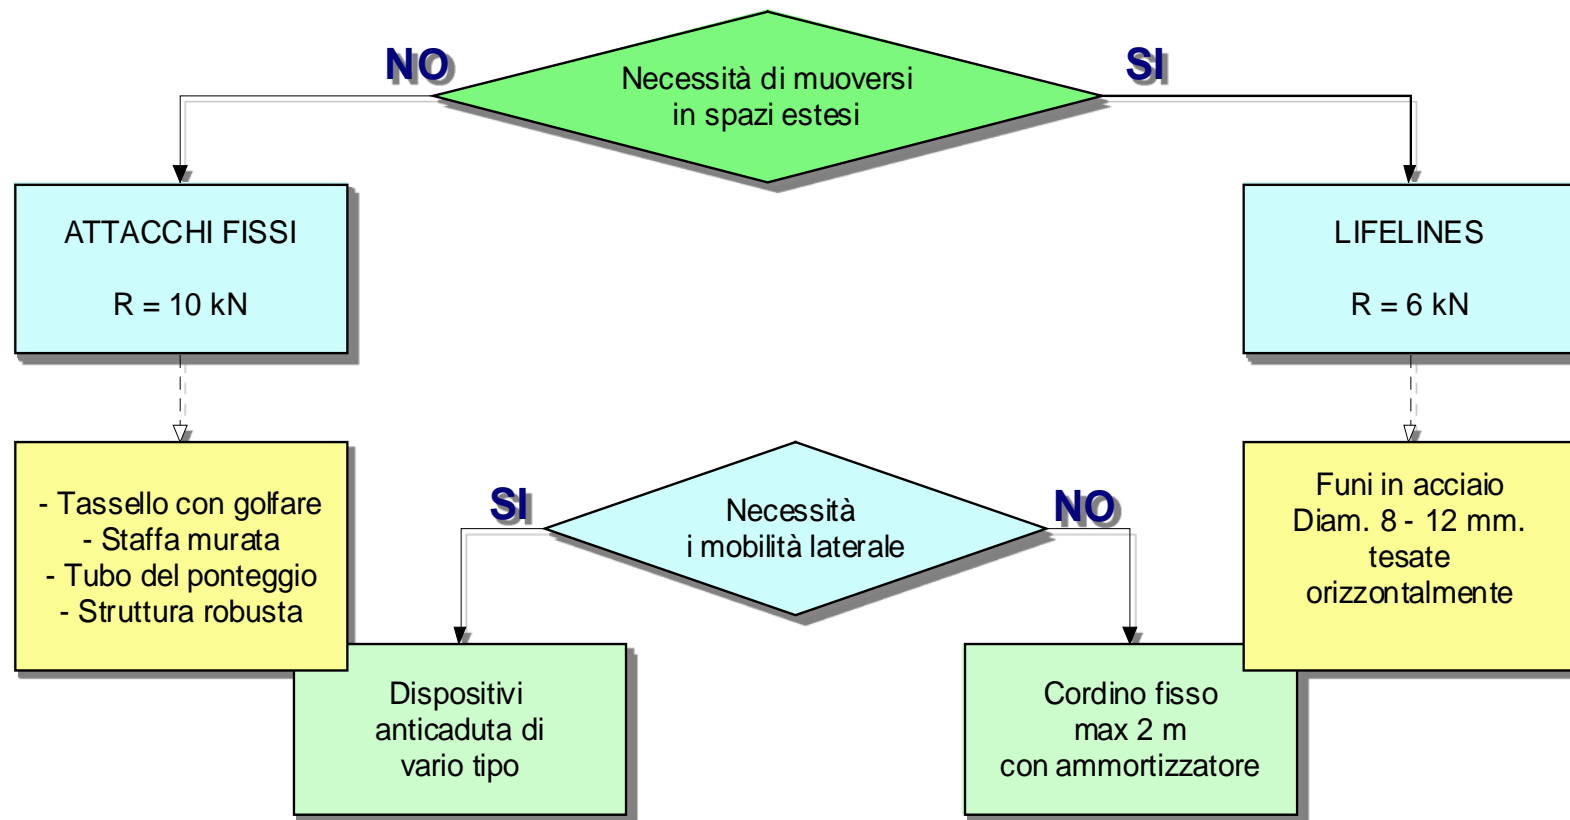 NO
SI
Necessità di muoversi
in spazi estesi
ATTACCHI FISSI
R = 10 kN
LIFELINES
R = 6 kN
- Tassello con golfare
- Staffa murata
- Tubo del ponteggio
- Struttura robusta
SI
NO
Necessità
i mobilità laterale
Funi in acciaio
Diam. 8 - 12 mm.
tesate
orizzontalmente
Dispositivi
anticaduta di
vario tipo
Cordino fisso
max 2 m
con ammortizzatore